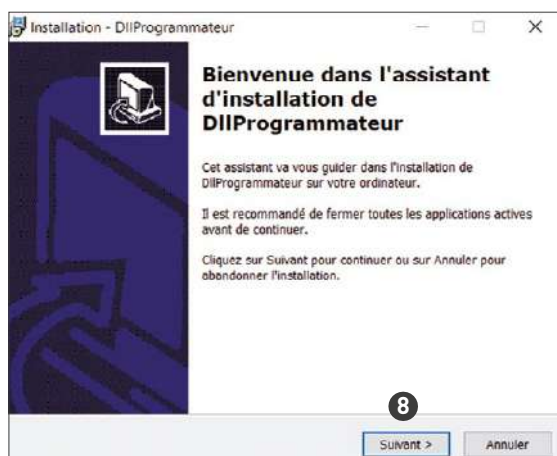 Installation - DllProgrammateur
Bienvenue dans l'assistant
d'installation de
DllProgrammateur
Cet assistant va vous guider dans l'installation de
DllProgrammateur sur votre ordinateur.
Il est recommandé de fermer toutes les applications actives
avant de continuer.
Cliquez sur Suivant pour continuer ou sur Annuler pour
abandonner l'installation.
8
Suivant >
Annuler